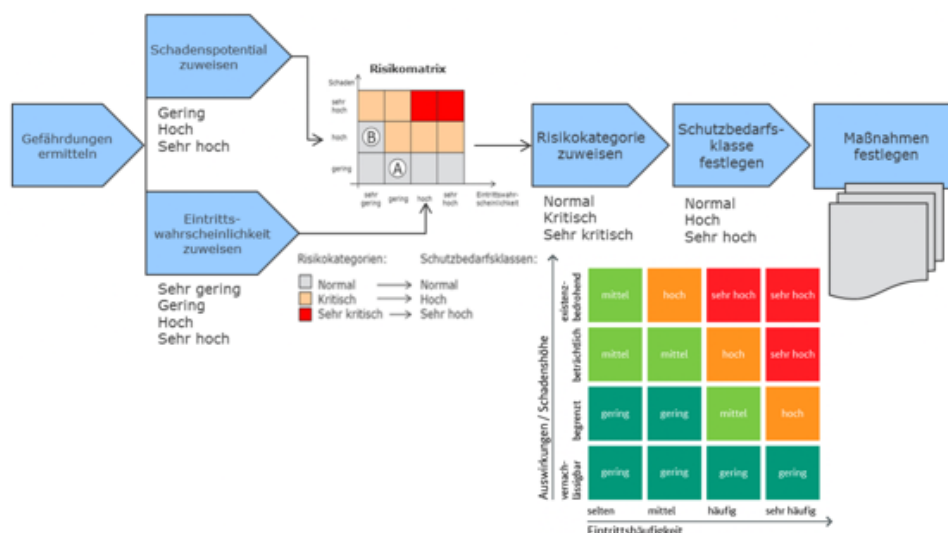 Gefährdungen
ermitteln
Schadenspotential
zuweisen
Gering
Hoch
Sehr hoch
Eintritts-
wahrscheinlichkeit
zuweisen
Sehr gering
Gering
Hoch
Sehr hoch
Risikomatrix
Schaden
sehr
hoch
hoch
gering
B
A
sehr
gering
gering
hoch
sehr
hoch
Eintrittswahr-
scheinlichkeit
Risikokategorien:
Schutzbedarfsklassen:
Normal
Normal
Kritisch
Hoch
Sehr kritisch
Sehr hoch
Risikokategorie
zuweisen
Normal
Kritisch
Sehr kritisch
Schutzbedarfs-
klasse
festlegen
Normal
Hoch
Sehr hoch
Maßnahmen
festlegen
Auswirkungen / Schadenshöhe
existenz-
bedrohend
mittel
hoch
sehr hoch
sehr hoch
beträchtlich
mittel
mittel
hoch
sehr hoch
begrenzt
gering
gering
mittel
hoch
vernach-
lässigbar
gering
gering
gering
gering
selten
mittel
häufig
sehr häufig
Eintrittshäufigkeit